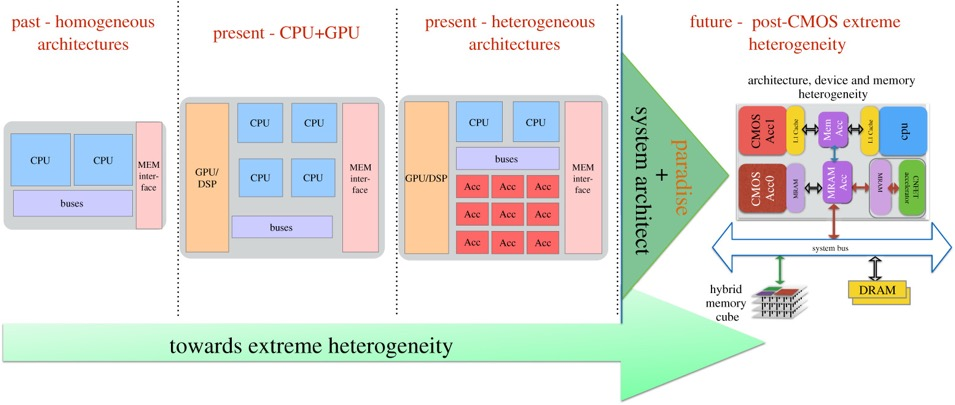 past - homogeneous
architectures
CPU
CPU
buses
MEM
inter-
face
present - CPU+GPU
GPU/
DSP
CPU
CPU
CPU
CPU
buses
MEM
inter-
face
present - heterogeneous
architectures
GPU/DSP
CPU
CPU
buses
Acc
Acc
Acc
Acc
Acc
Acc
Acc
Acc
Acc
MEM
inter-
face
system architect
+
paradise
future - post-CMOS extreme
heterogeneity
architecture, device and memory
heterogeneity
CMOS
Acc1
L1 Cache
Mem
Acc
L1 Cache
cpu
CMOS
Acc0
MRAM
MRAM
Acc
MRAM
CNFET
accelerator
system bus
hybrid
memory
cube
DRAM
towards extreme heterogeneity